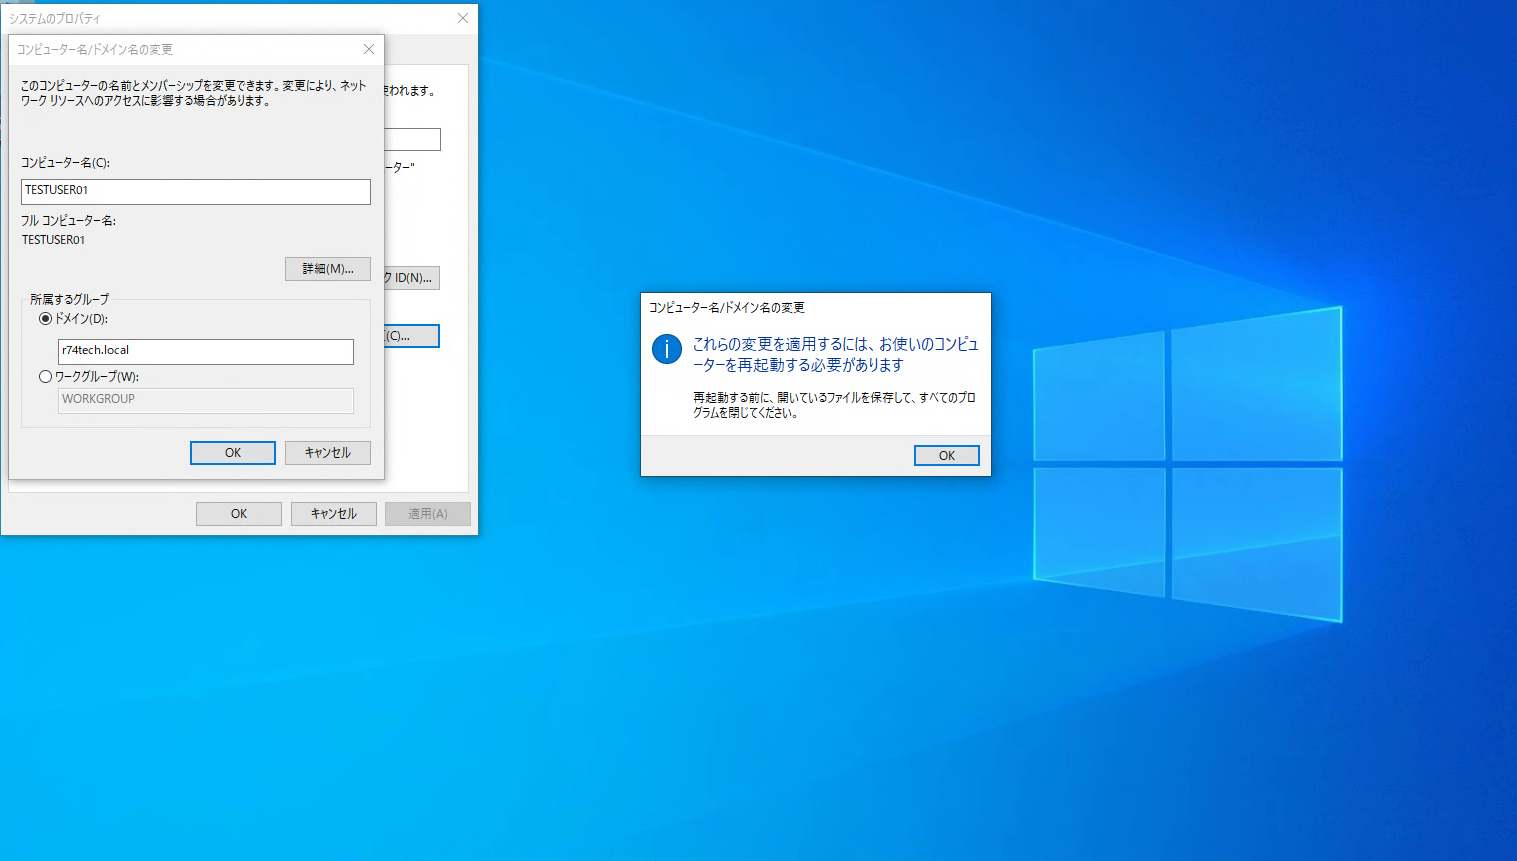 システムのプロパティ
コンピューター名/ドメイン名の変更
このコンピューターの名前とメンバーシップを変更できます。変更により、ネット
ワーク リソースへのアクセスに影響する場合があります。
使われます。
コンピューター名(C):
ーター"
TESTUSER01
フル コンピューター名:
TESTUSER01
詳細(M)...
ク ID(N)...
所属するグループ
ドメイン(D):
(C)...
r74tech.local
ワークグループ(W):
WORKGROUP
OK
キャンセル
OK
キャンセル
適用(A)
コンピューター名/ドメイン名の変更
これらの変更を適用するには、お使いのコンピュ
ーターを再起動する必要があります
再起動する前に、開いているファイルを保存して、すべてのプロ
グラムを閉じてください。
OK